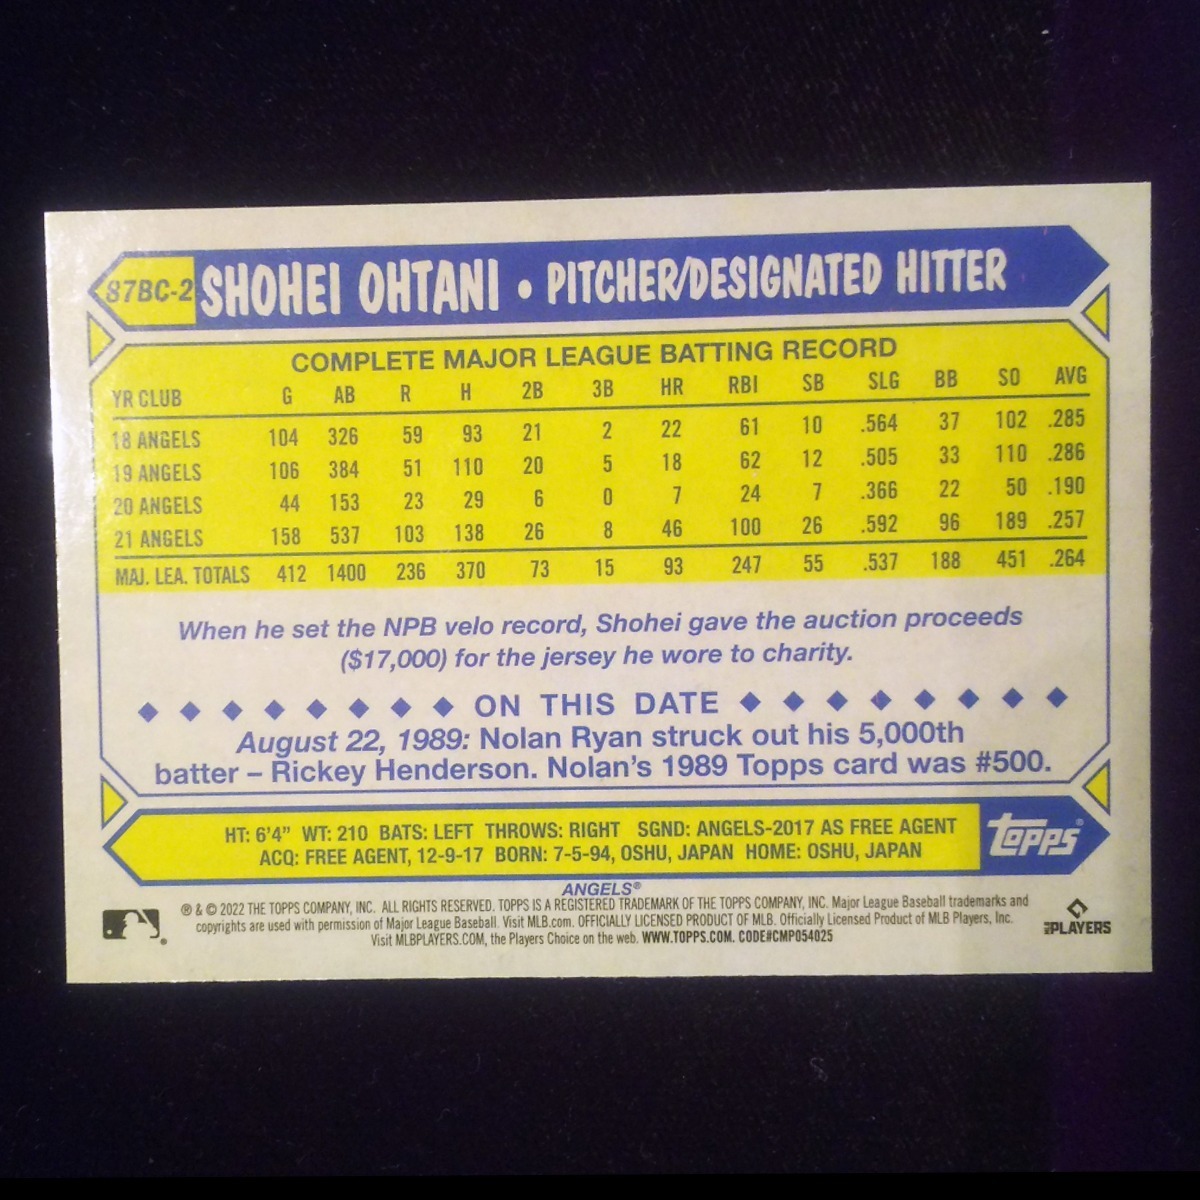 87BC-2 SHOHEI OHTANI • PITCHER/DESIGNATED HITTER
COMPLETE MAJOR LEAGUE BATTING RECORD
YR CLUB G AB R H 2B 3B HR RBI SB SLG BB SO AVG
18 ANGELS 104 326 59 93 21 2 22 61 10 .564 37 102 .285
19 ANGELS 106 384 51 110 20 5 18 62 12 .505 33 110 .286
20 ANGELS 44 153 23 29 6 0 7 24 7 .366 22 50 .190
21 ANGELS 158 537 103 138 26 8 46 100 26 .592 96 189 .257
MAJ. LEA. TOTALS 412 1400 236 370 73 15 93 247 55 .537 188 451 .264
When he set the NPB velo record, Shohei gave the auction proceeds
($17,000) for the jersey he wore to charity.
ON THIS DATE
August 22, 1989: Nolan Ryan struck out his 5,000th
batter – Rickey Henderson. Nolan's 1989 Topps card was #500.
HT: 6'4" WT: 210 BATS: LEFT THROWS: RIGHT SGND: ANGELS-2017 AS FREE AGENT
ACQ: FREE AGENT, 12-9-17 BORN: 7-5-94, OSHU, JAPAN HOME: OSHU, JAPAN
topps®
ANGELS®
® & © 2022 THE TOPPS COMPANY, INC. ALL RIGHTS RESERVED. TOPPS IS A REGISTERED TRADEMARK OF THE TOPPS COMPANY, INC. Major League Baseball trademarks and
copyrights are used with permission of Major League Baseball. Visit MLB.com. OFFICIALLY LICENSED PRODUCT OF MLB. Officially Licensed Product of MLB Players, Inc.
Visit MLBPLAYERS.COM, the Players Choice on the web. WWW.TOPPS.COM. CODE#CMP054025
MLB PLAYERS